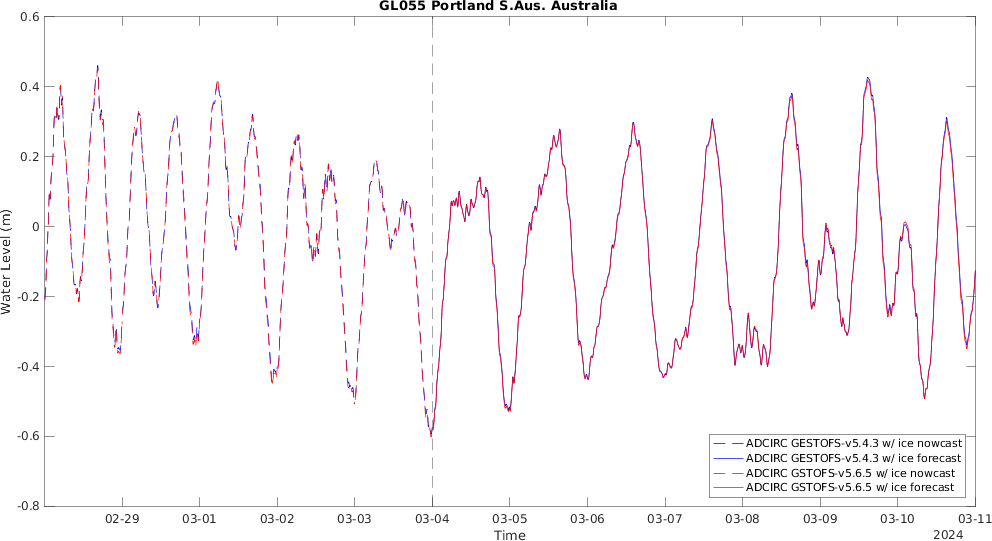 GL055 Portland S.Aus. Australia
Water Level (m)
0.6
0.4
0.2
0
-0.2
-0.4
-0.6
-0.8
ADCIRC GESTOFS-v5.4.3 w/ ice nowcast
ADCIRC GESTOFS-v5.4.3 w/ ice forecast
ADCIRC GSTOFS-v5.6.5 w/ ice nowcast
ADCIRC GSTOFS-v5.6.5 w/ ice forecast
02-29 03-01 03-02 03-03 03-04 03-05 03-06 03-07 03-08 03-09 03-10 03-11
Time
2024